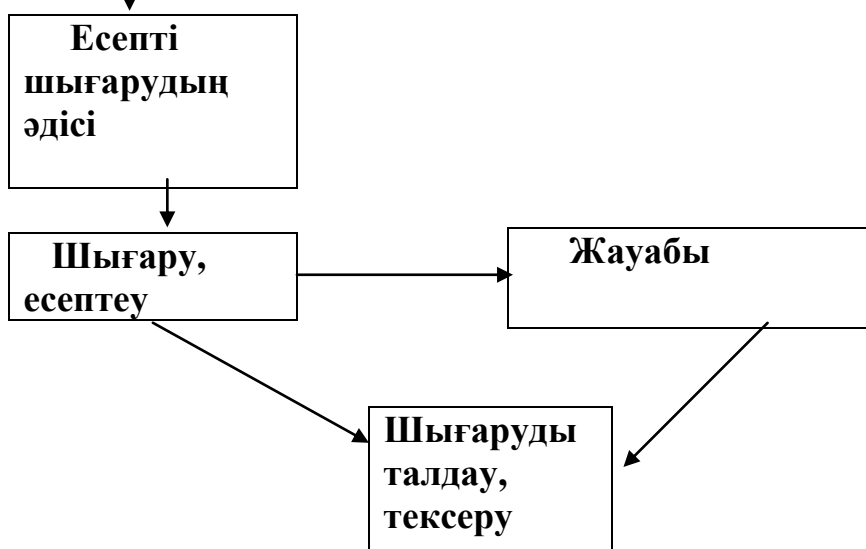 Есепті
шығарудың
әдісі
Шығару,
есептеу
Жауабы
Шығаруды
талдау,
тексеру